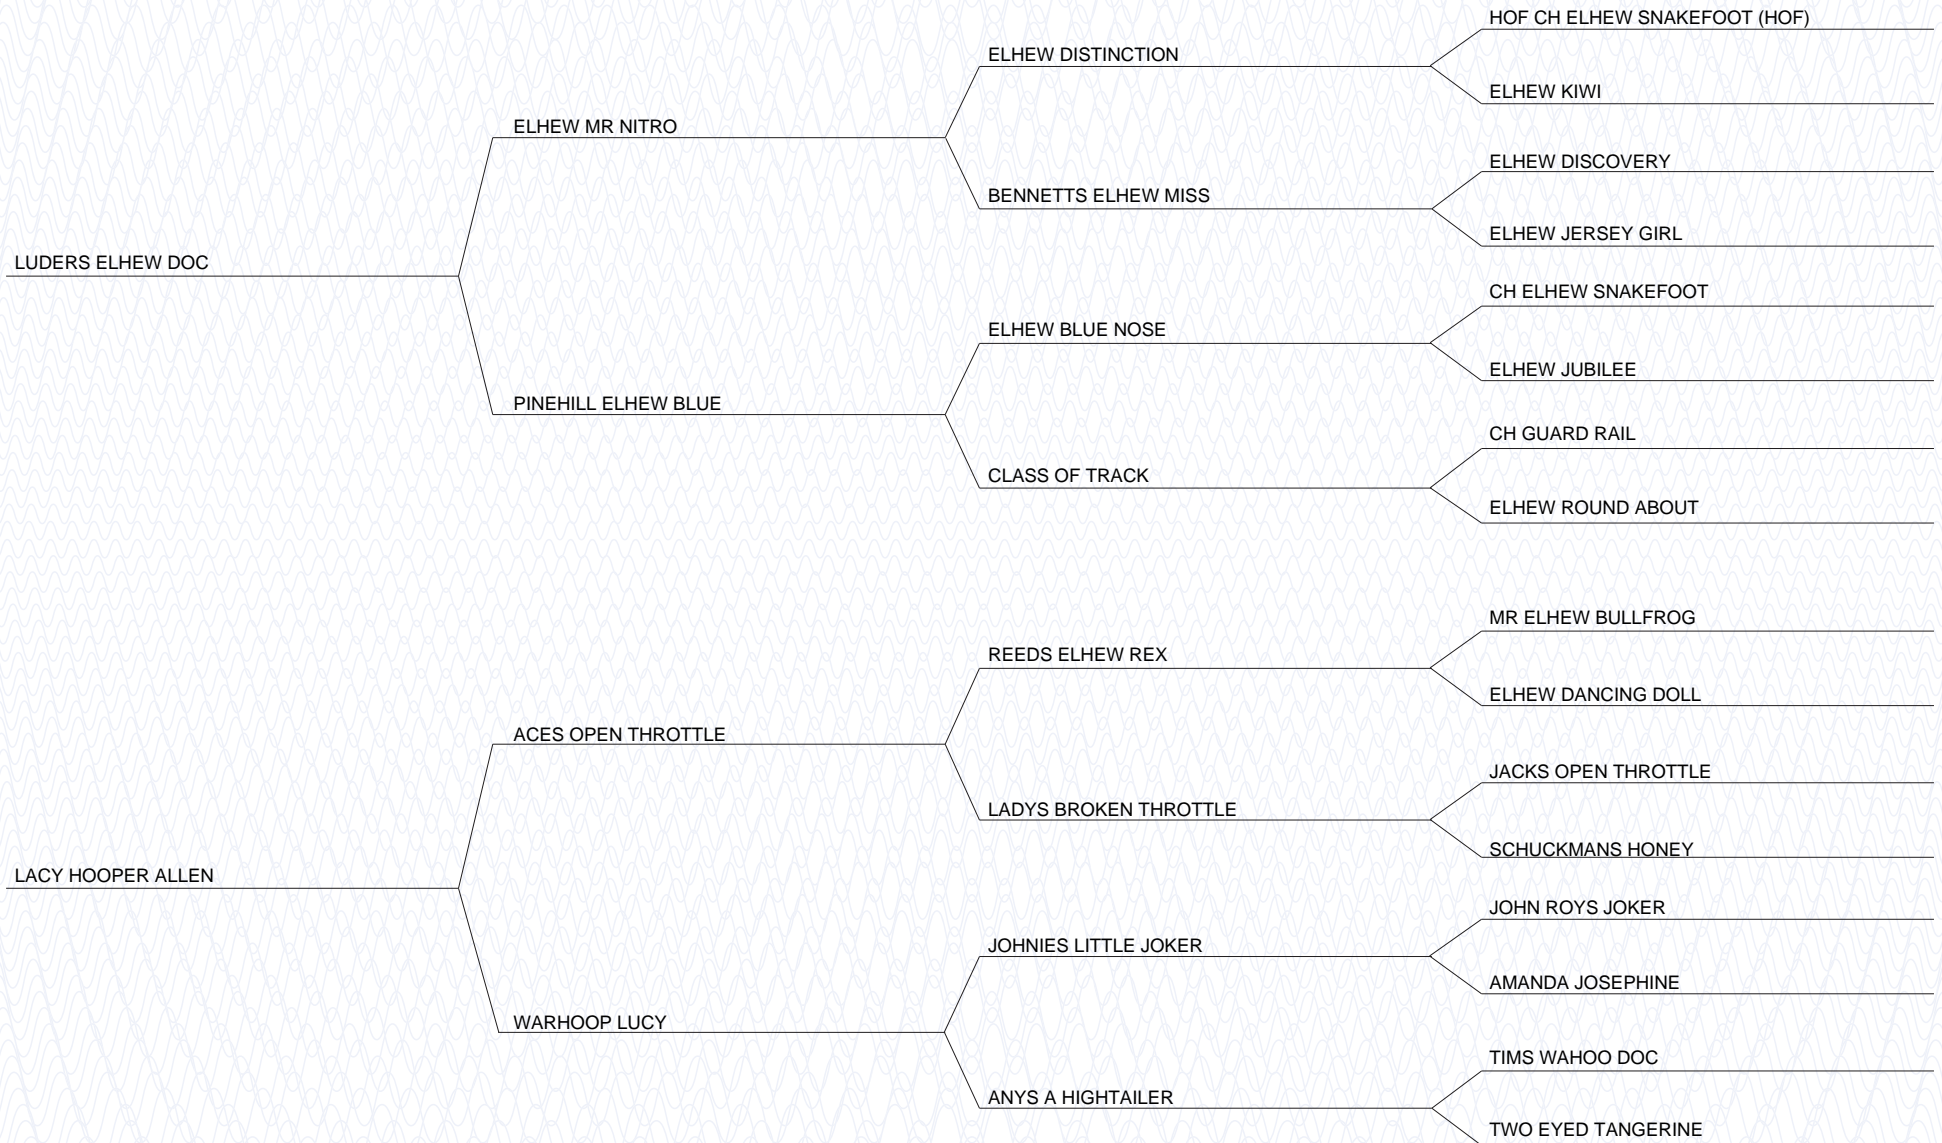 HOF CH ELHEW SNAKEFOOT (HOF)
ELHEW DISTINCTION
ELHEW KIWI
ELHEW MR NITRO
ELHEW DISCOVERY
BENNETTS ELHEW MISS
ELHEW JERSEY GIRL
LUDERS ELHEW DOC
CH ELHEW SNAKEFOOT
ELHEW BLUE NOSE
ELHEW JUBILEE
PINEHILL ELHEW BLUE
CH GUARD RAIL
CLASS OF TRACK
ELHEW ROUND ABOUT
MR ELHEW BULLFROG
REEDS ELHEW REX
ELHEW DANCING DOLL
ACES OPEN THROTTLE
JACKS OPEN THROTTLE
LADYS BROKEN THROTTLE
SCHUCKMANS HONEY
LACY HOOPER ALLEN
JOHN ROYS JOKER
JOHNIES LITTLE JOKER
AMANDA JOSEPHINE
WARHOOP LUCY
TIMS WAHOO DOC
ANYS A HIGHTAILER
TWO EYED TANGERINE